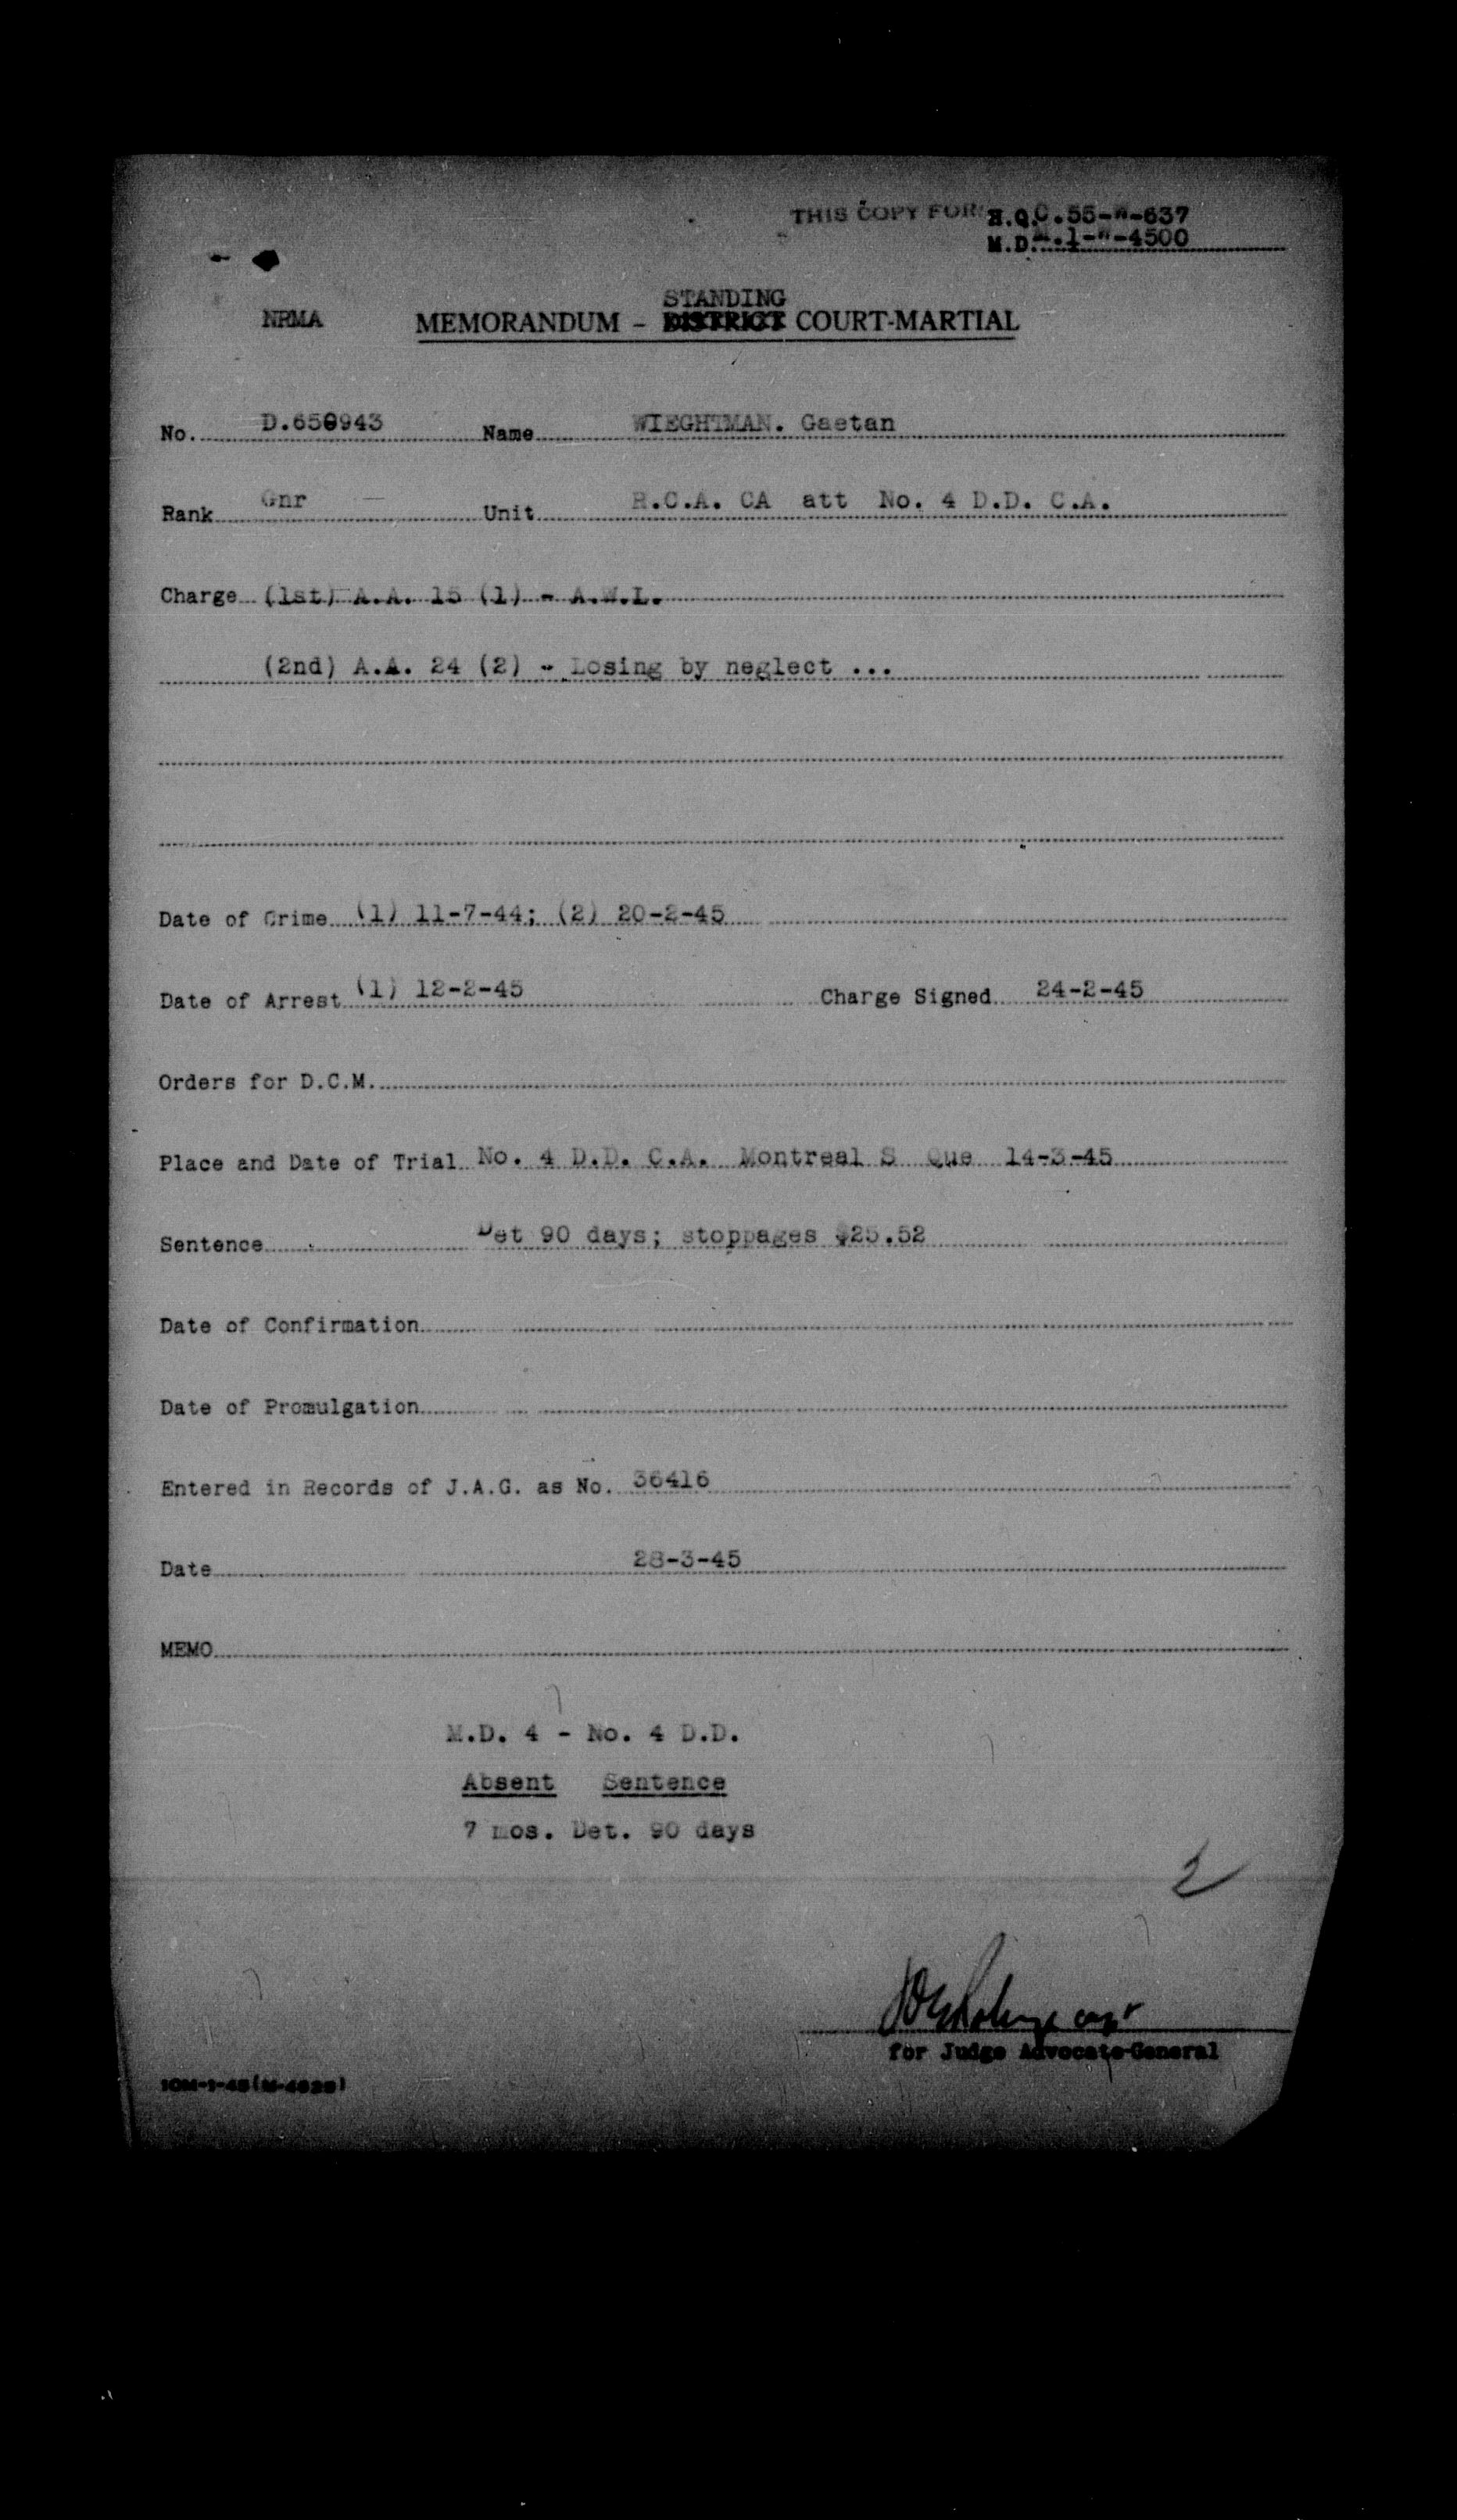 THIS COPY FOR H.Q.C. 55-W-637
M.D. 4.1-W-4500
STANDING
NRMA MEMORANDUM - DISTRICT COURT-MARTIAL
No. D.650943 Name WIEGHTMAN. Gaetan
Rank Gnr Unit R.C.A. CA att No. 4 D.D. C.A.
Charge (1st) A.A. 15 (1) - A.W.L.
(2nd) A.A. 24 (2) - Losing by neglect ...
Date of Crime (1) 11-7-44; (2) 20-2-45
Date of Arrest (1) 12-2-45 Charge Signed 24-2-45
Orders for D.C.M.
Place and Date of Trial No. 4 D.D. C.A. Montreal S Que 14-3-45
Sentence Det 90 days; stoppages $25.52
Date of Confirmation
Date of Promulgation
Entered in Records of J.A.G. as No. 36416
Date 28-3-45
MEMO
M.D. 4 - No. 4 D.D.
Absent Sentence
7 mos. Det. 90 days
2
for Judge Advocate-General